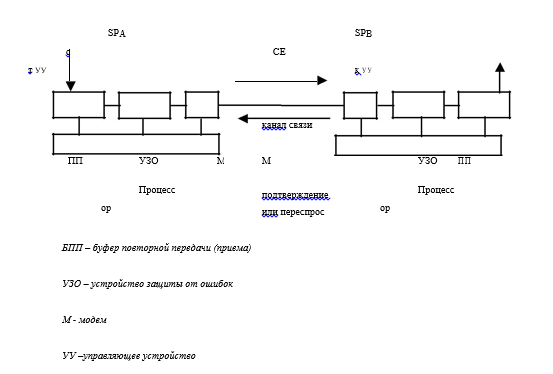 SPA SPB
CE
g
T УУ
k УУ
канал связи
ПП УЗО М М УЗО ПП
Процесс подтверждение Процесс
ор или переспрос ор
БПП – буфер повторной передачи (приема)
УЗО – устройство защиты от ошибок
М - модем
УУ –управляющее устройство